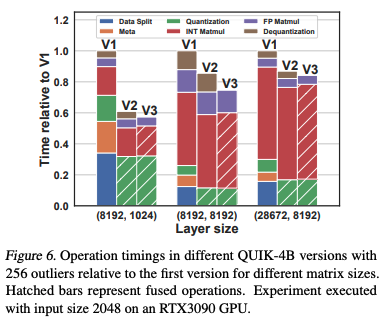 Data Split Quantization FP Matmul
Meta INT Matmul Dequantization
Time relative to V1
1.2
1.0
0.8
0.6
0.4
0.2
0.0
V1 V2 V3
V1 V2 V3
V1 V2 V3
(8192, 1024) (8192, 8192) (28672, 8192)
Layer size
Figure 6. Operation timings in different QUIK-4B versions with
256 outliers relative to the first version for different matrix sizes.
Hatched bars represent fused operations. Experiment executed
with input size 2048 on an RTX3090 GPU.